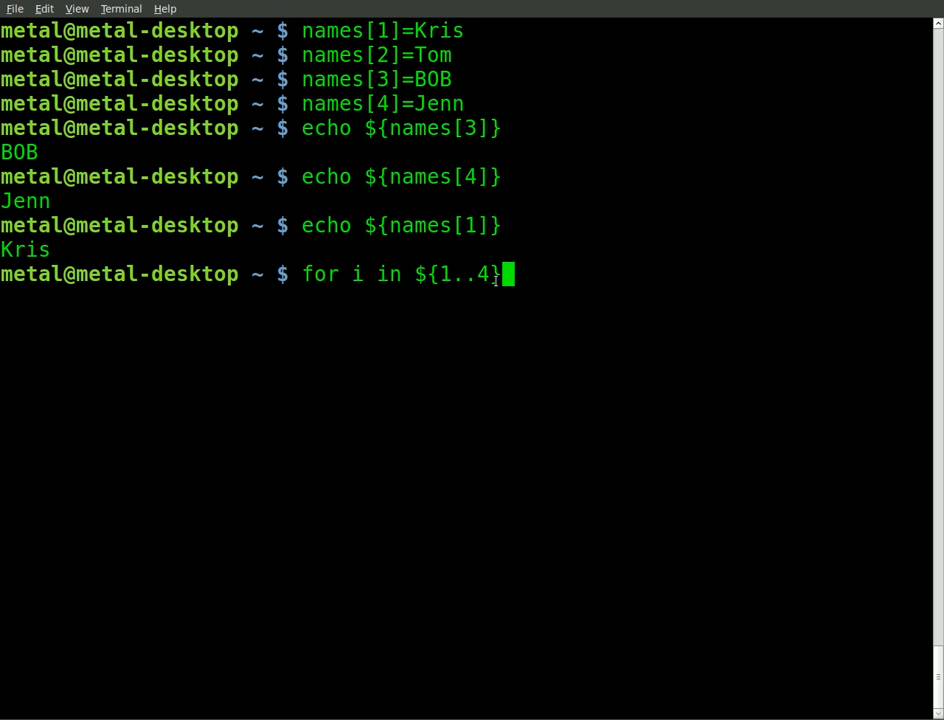 File Edit View Terminal Help
metal@metal-desktop ~ $ names[1]=Kris
metal@metal-desktop ~ $ names[2]=Tom
metal@metal-desktop ~ $ names[3]=BOB
metal@metal-desktop ~ $ names[4]=Jenn
metal@metal-desktop ~ $ echo ${names[3]}
BOB
metal@metal-desktop ~ $ echo ${names[4]}
Jenn
metal@metal-desktop ~ $ echo ${names[1]}
Kris
metal@metal-desktop ~ $ for i in ${1..4}